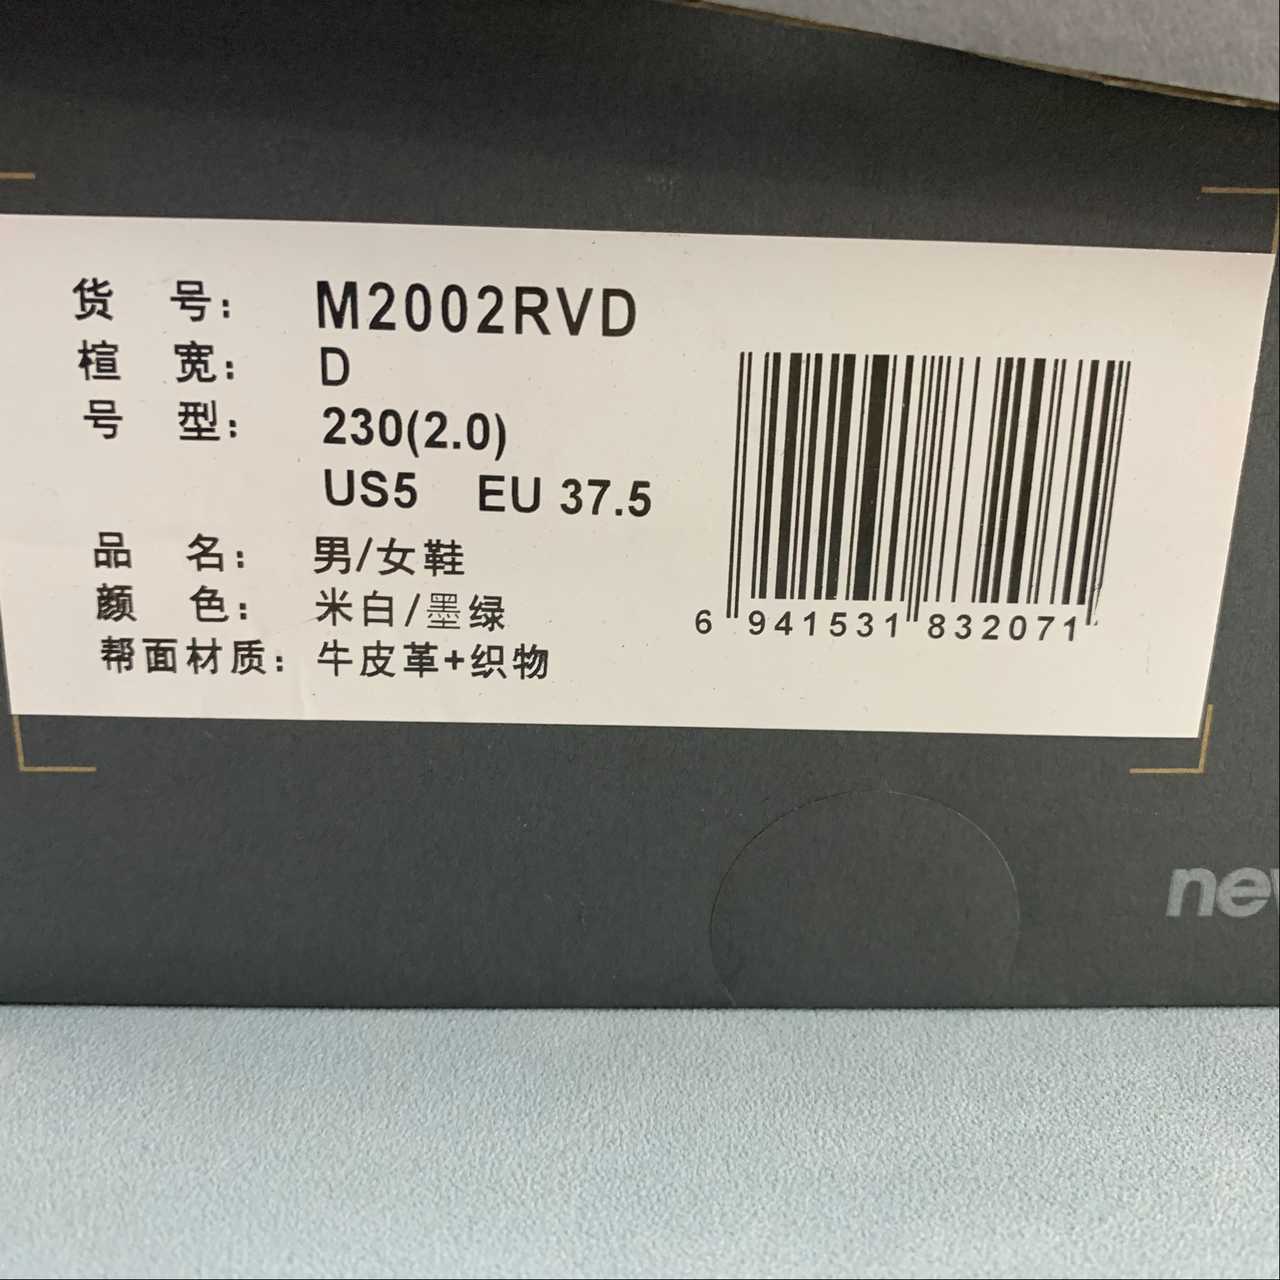 货 号: M2002RVD
楦 宽: D
号 型: 230(2.0)
US5 EU 37.5
品 名: 男/女鞋
颜 色: 米白/墨绿
帮面材质: 牛皮革+织物
6 941531 832071
new